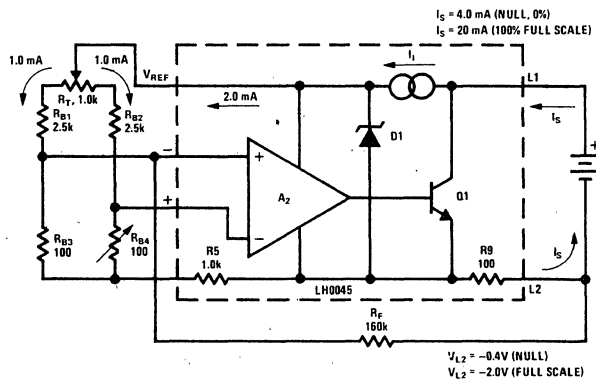 I_S = 4.0 mA (NULL, 0%)
I_S = 20 mA (100% FULL SCALE)
1.0 mA
1.0 mA
V_REF
I_1
L1
R_T, 1.0k
2.0 mA
I_S
R_B1
2.5k
R_B2
2.5k
D1
+
−
+
A_2
Q1
+
−
R_B3
100
R_B4
100
R5
1.0k
R9
100
I_S
LH0045
L2
R_F
160k
V_L2 = −0.4V (NULL)
V_L2 = −2.0V (FULL SCALE)